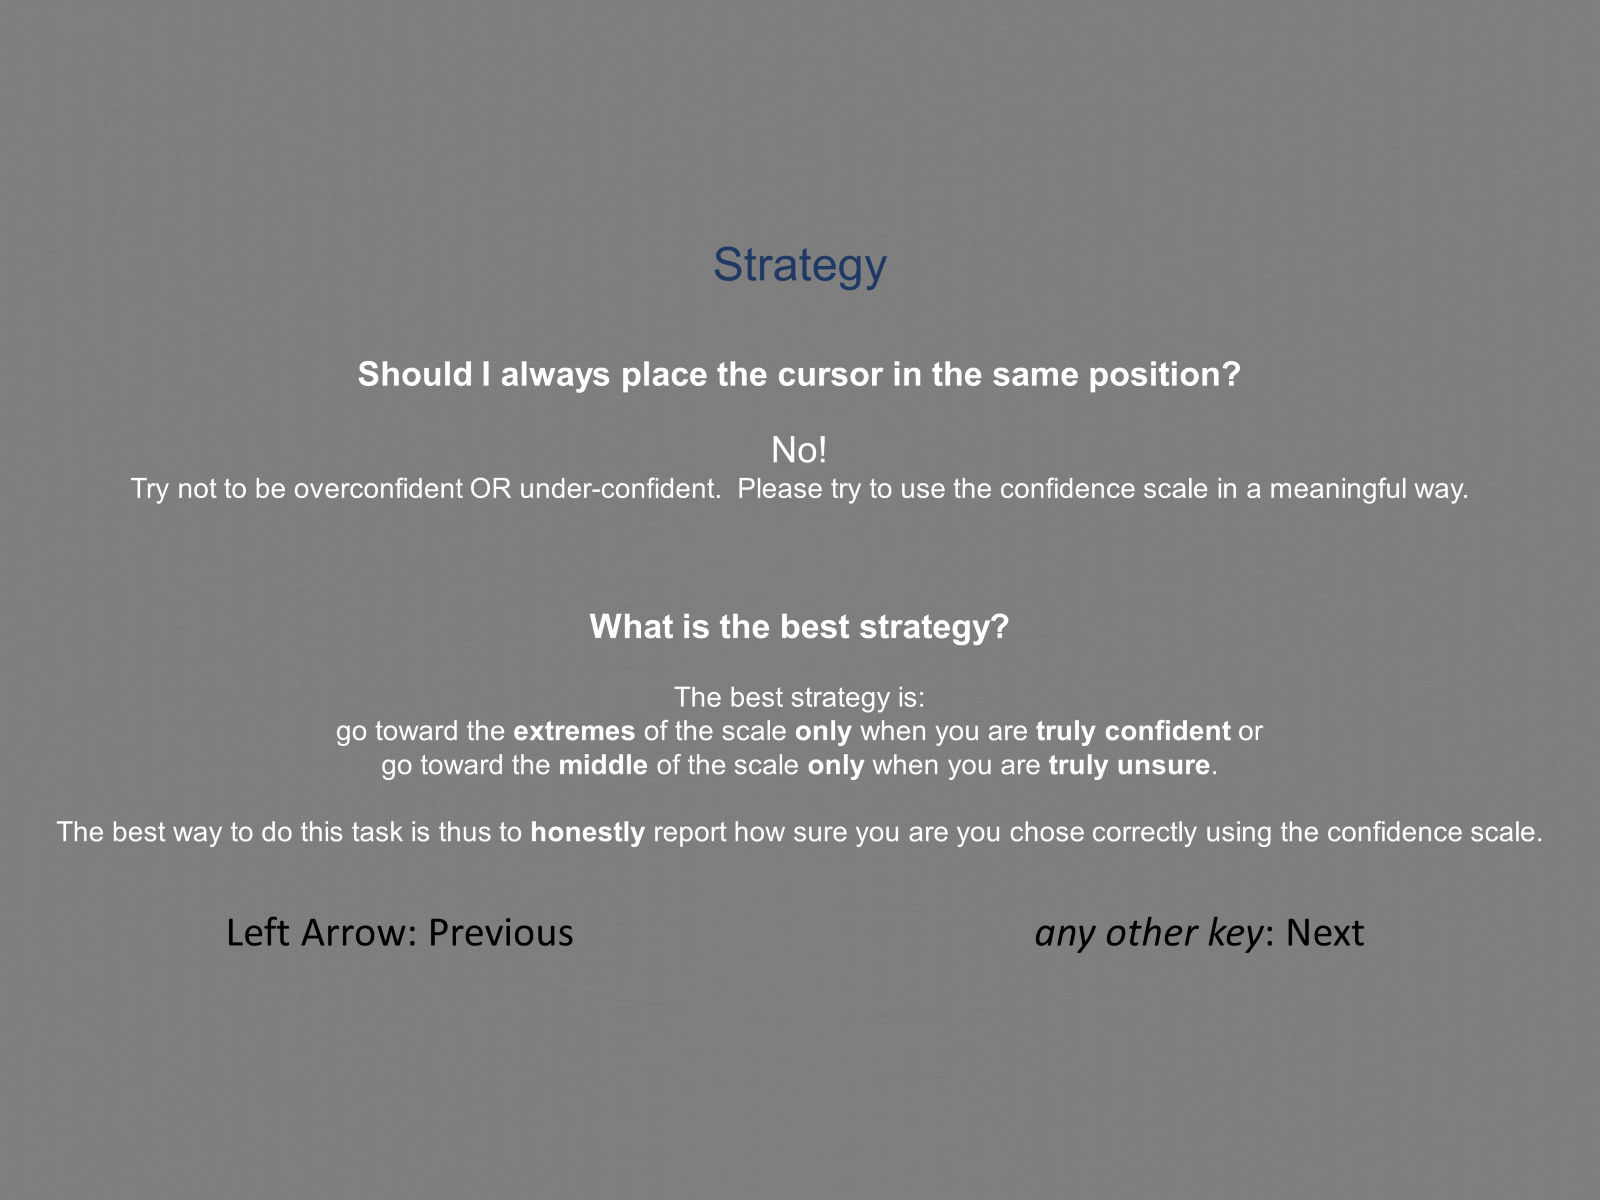 Strategy
Should I always place the cursor in the same position?
No!
Try not to be overconfident OR under-confident.  Please try to use the confidence scale in a meaningful way.
What is the best strategy?
The best strategy is:
go toward the extremes of the scale only when you are truly confident or
go toward the middle of the scale only when you are truly unsure.
The best way to do this task is thus to honestly report how sure you are you chose correctly using the confidence scale.
Left Arrow: Previous
any other key: Next